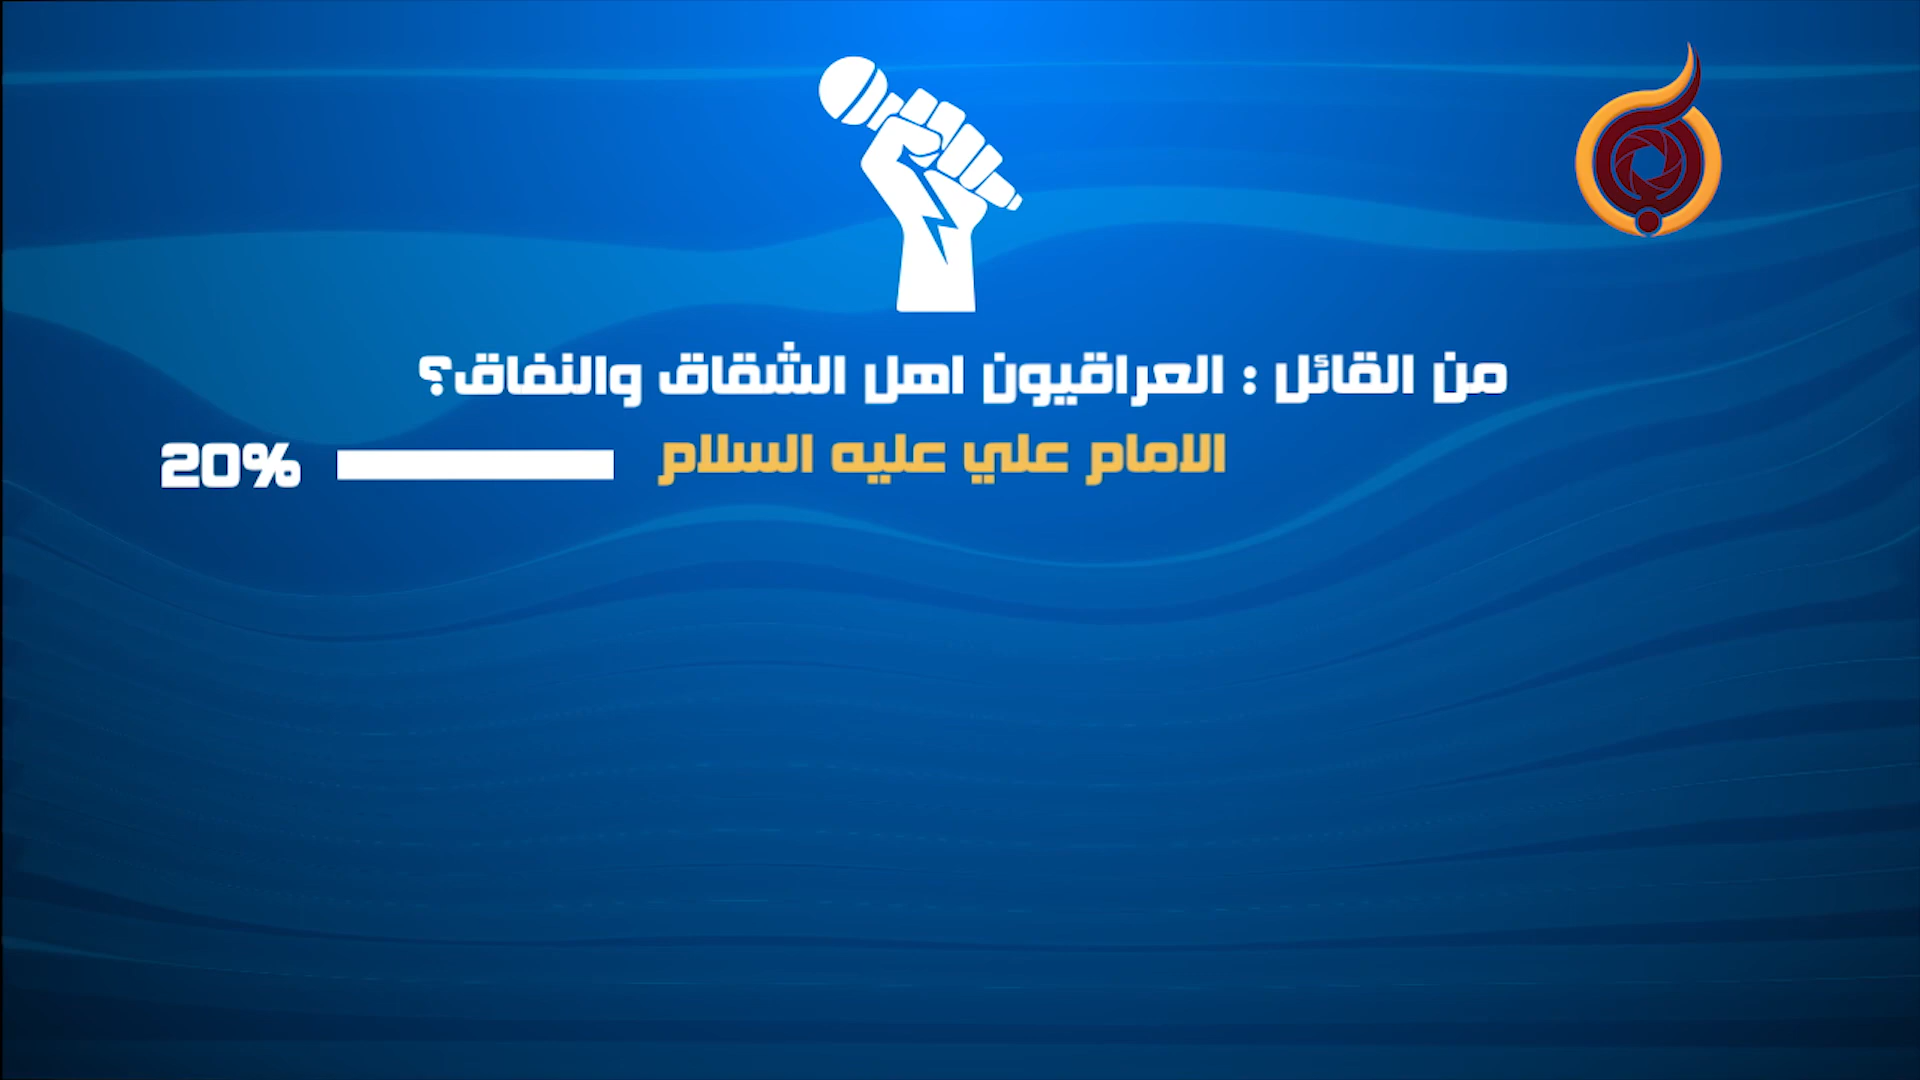 من القائل : العراقيون اهل الشقاق والنفاق؟
الامام علي عليه السلام 20%